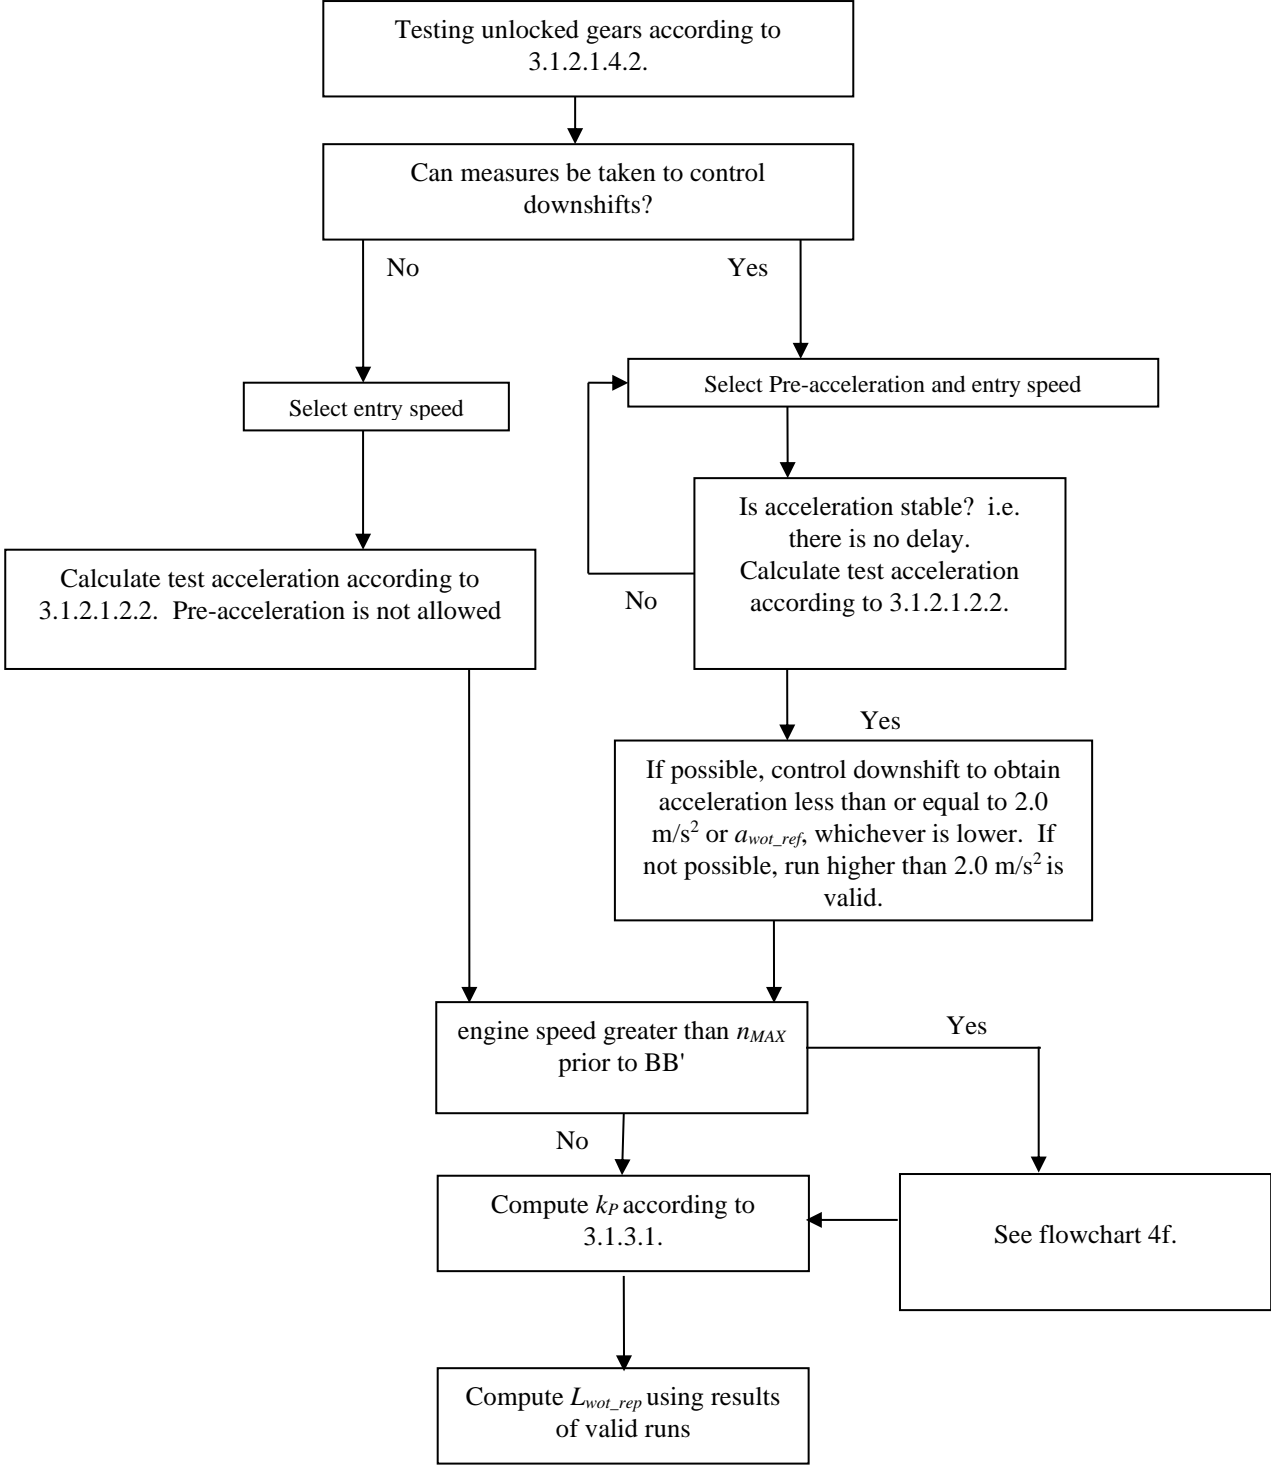 Testing unlocked gears according to
3.1.2.1.4.2.
Can measures be taken to control
downshifts?
No
Yes
Select entry speed
Select Pre-acceleration and entry speed
Is acceleration stable?  i.e.
there is no delay.
Calculate test acceleration
according to 3.1.2.1.2.2.
No
Calculate test acceleration according to
3.1.2.1.2.2.  Pre-acceleration is not allowed
Yes
If possible, control downshift to obtain
acceleration less than or equal to 2.0
m/s² or a_wot_ref, whichever is lower.  If
not possible, run higher than 2.0 m/s² is
valid.
engine speed greater than n_MAX
prior to BB'
Yes
No
Compute k_P according to
3.1.3.1.
See flowchart 4f.
Compute L_wot_rep using results
of valid runs